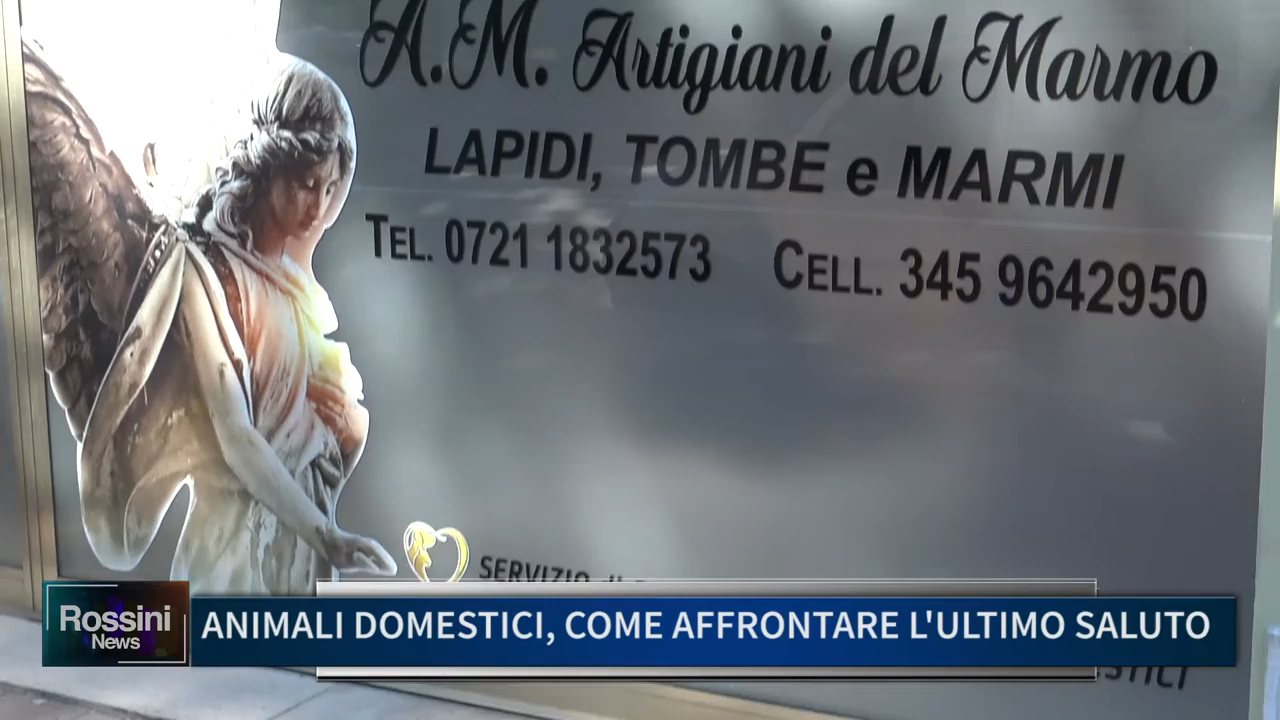 A.M. Artigiani del Marmo
LAPIDI, TOMBE e MARMI
TEL. 0721 1832573 CELL. 345 9642950
SERVIZIO
Rossini
News
ANIMALI DOMESTICI, COME AFFRONTARE L'ULTIMO SALUTO